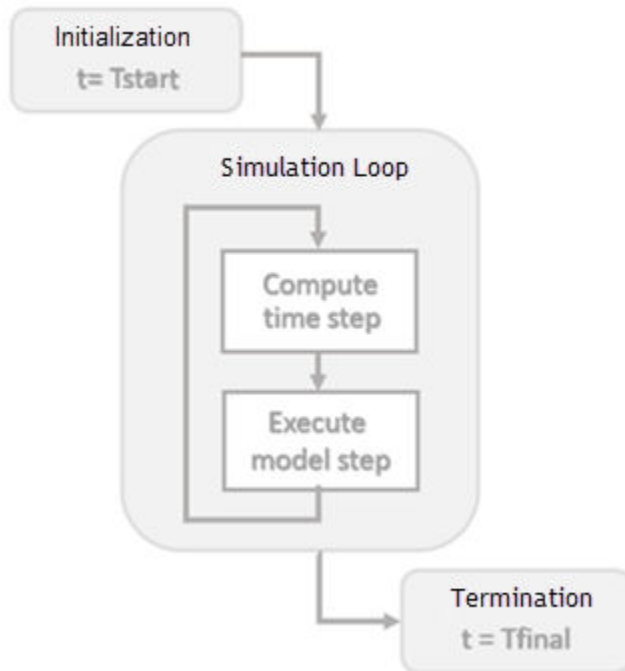 Initialization
t= Tstart
Simulation Loop
Compute
time step
Execute
model step
Termination
t = Tfinal